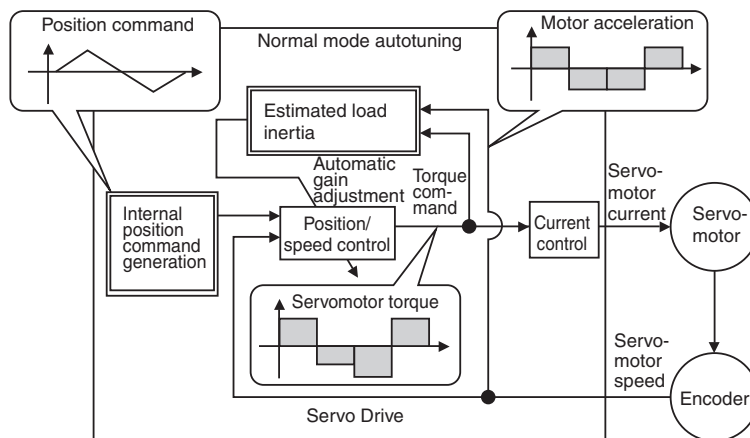 Position command
Normal mode autotuning
Motor acceleration
Estimated load
inertia
Automatic
gain
adjustment
Torque
com-
mand
Servo-
motor
current
Internal
position
command
generation
Position/
speed control
Current
control
Servo-
motor
Servomotor torque
Servo-
motor
speed
Encoder
Servo Drive